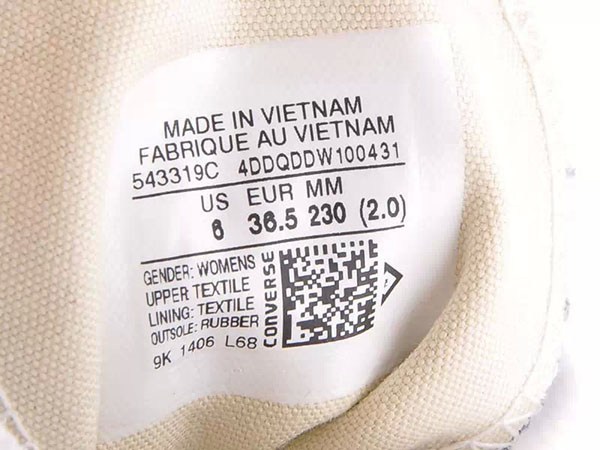 MADE IN VIETNAM
FABRIQUE AU VIETNAM
543319C 4DDQDDW100431
US EUR MM
6 36.5 230 (2.0)
GENDER: WOMENS
UPPER TEXTILE
LINING: TEXTILE
OUTSOLE: RUBBER
9K 1406 L68
CONVERSE